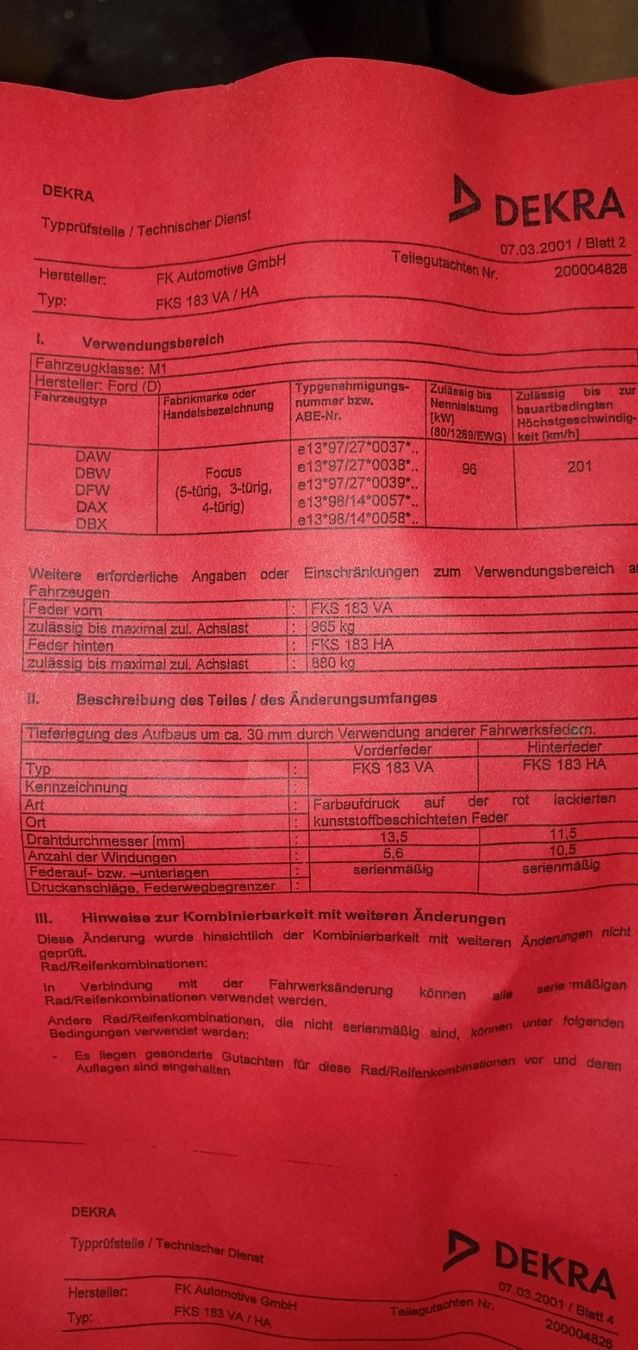 DEKRA
DEKRA
Typprüfstelle / Technischer Dienst
07.03.2001 / Blatt 2
Hersteller: FK Automotive GmbH Teilegutachten Nr. 200004826
Typ: FKS 183 VA / HA
I. Verwendungsbereich
Fahrzeugklasse: M1
Hersteller: Ford (D)
Fahrzeugtyp Fabrikmarke oder Handelsbezeichnung Typgenehmigungs-nummer bzw. ABE-Nr. Zulässig bis Nennleistung [kW] (80/1269/EWG) Zulässig bis zur bauartbedingten Höchstgeschwindig-keit [km/h]
DAW e13*97/27*0037*..
DBW Focus e13*97/27*0038*.. 96 201
DFW (5-türig, 3-türig, e13*97/27*0039*..
DAX 4-türig) e13*98/14*0057*..
DBX e13*98/14*0058*..
Weitere erforderliche Angaben oder Einschränkungen zum Verwendungsbereich a
Fahrzeugen
Feder vorn : FKS 183 VA
zulässig bis maximal zul. Achslast : 965 kg
Feder hinten : FKS 183 HA
zulässig bis maximal zul. Achslast : 880 kg
II. Beschreibung des Teiles / des Änderungsumfanges
Tieferlegung des Aufbaus um ca. 30 mm durch Verwendung anderer Fahrwerksfedern.
Vorderfeder Hinterfeder
Typ : FKS 183 VA FKS 183 HA
Kennzeichnung :
Art : Farbaufdruck auf der rot lackierten
Ort : kunststoffbeschichteten Feder
Drahtdurchmesser [mm] : 13,5 11,5
Anzahl der Windungen : 5,6 10,5
Federauf- bzw. –unterlagen : serienmäßig serienmäßig
Druckanschläge, Federwegbegrenzer :
III. Hinweise zur Kombinierbarkeit mit weiteren Änderungen
Diese Änderung wurde hinsichtlich der Kombinierbarkeit mit weiteren Änderungen nicht
geprüft.
Rad/Reifenkombinationen:
In Verbindung mit der Fahrwerksänderung können alle serienmäßigen
Rad/Reifenkombinationen verwendet werden.
Andere Rad/Reifenkombinationen, die nicht serienmäßig sind, können unter folgenden
Bedingungen verwendet werden:
- Es liegen gesonderte Gutachten für diese Rad/Reifenkombinationen vor und deren
Auflagen sind eingehalten
DEKRA
DEKRA
Typprüfstelle / Technischer Dienst
07.03.2001 / Blatt 4
Hersteller: FK Automotive GmbH Teilegutachten Nr. 200004826
Typ: FKS 183 VA / HA